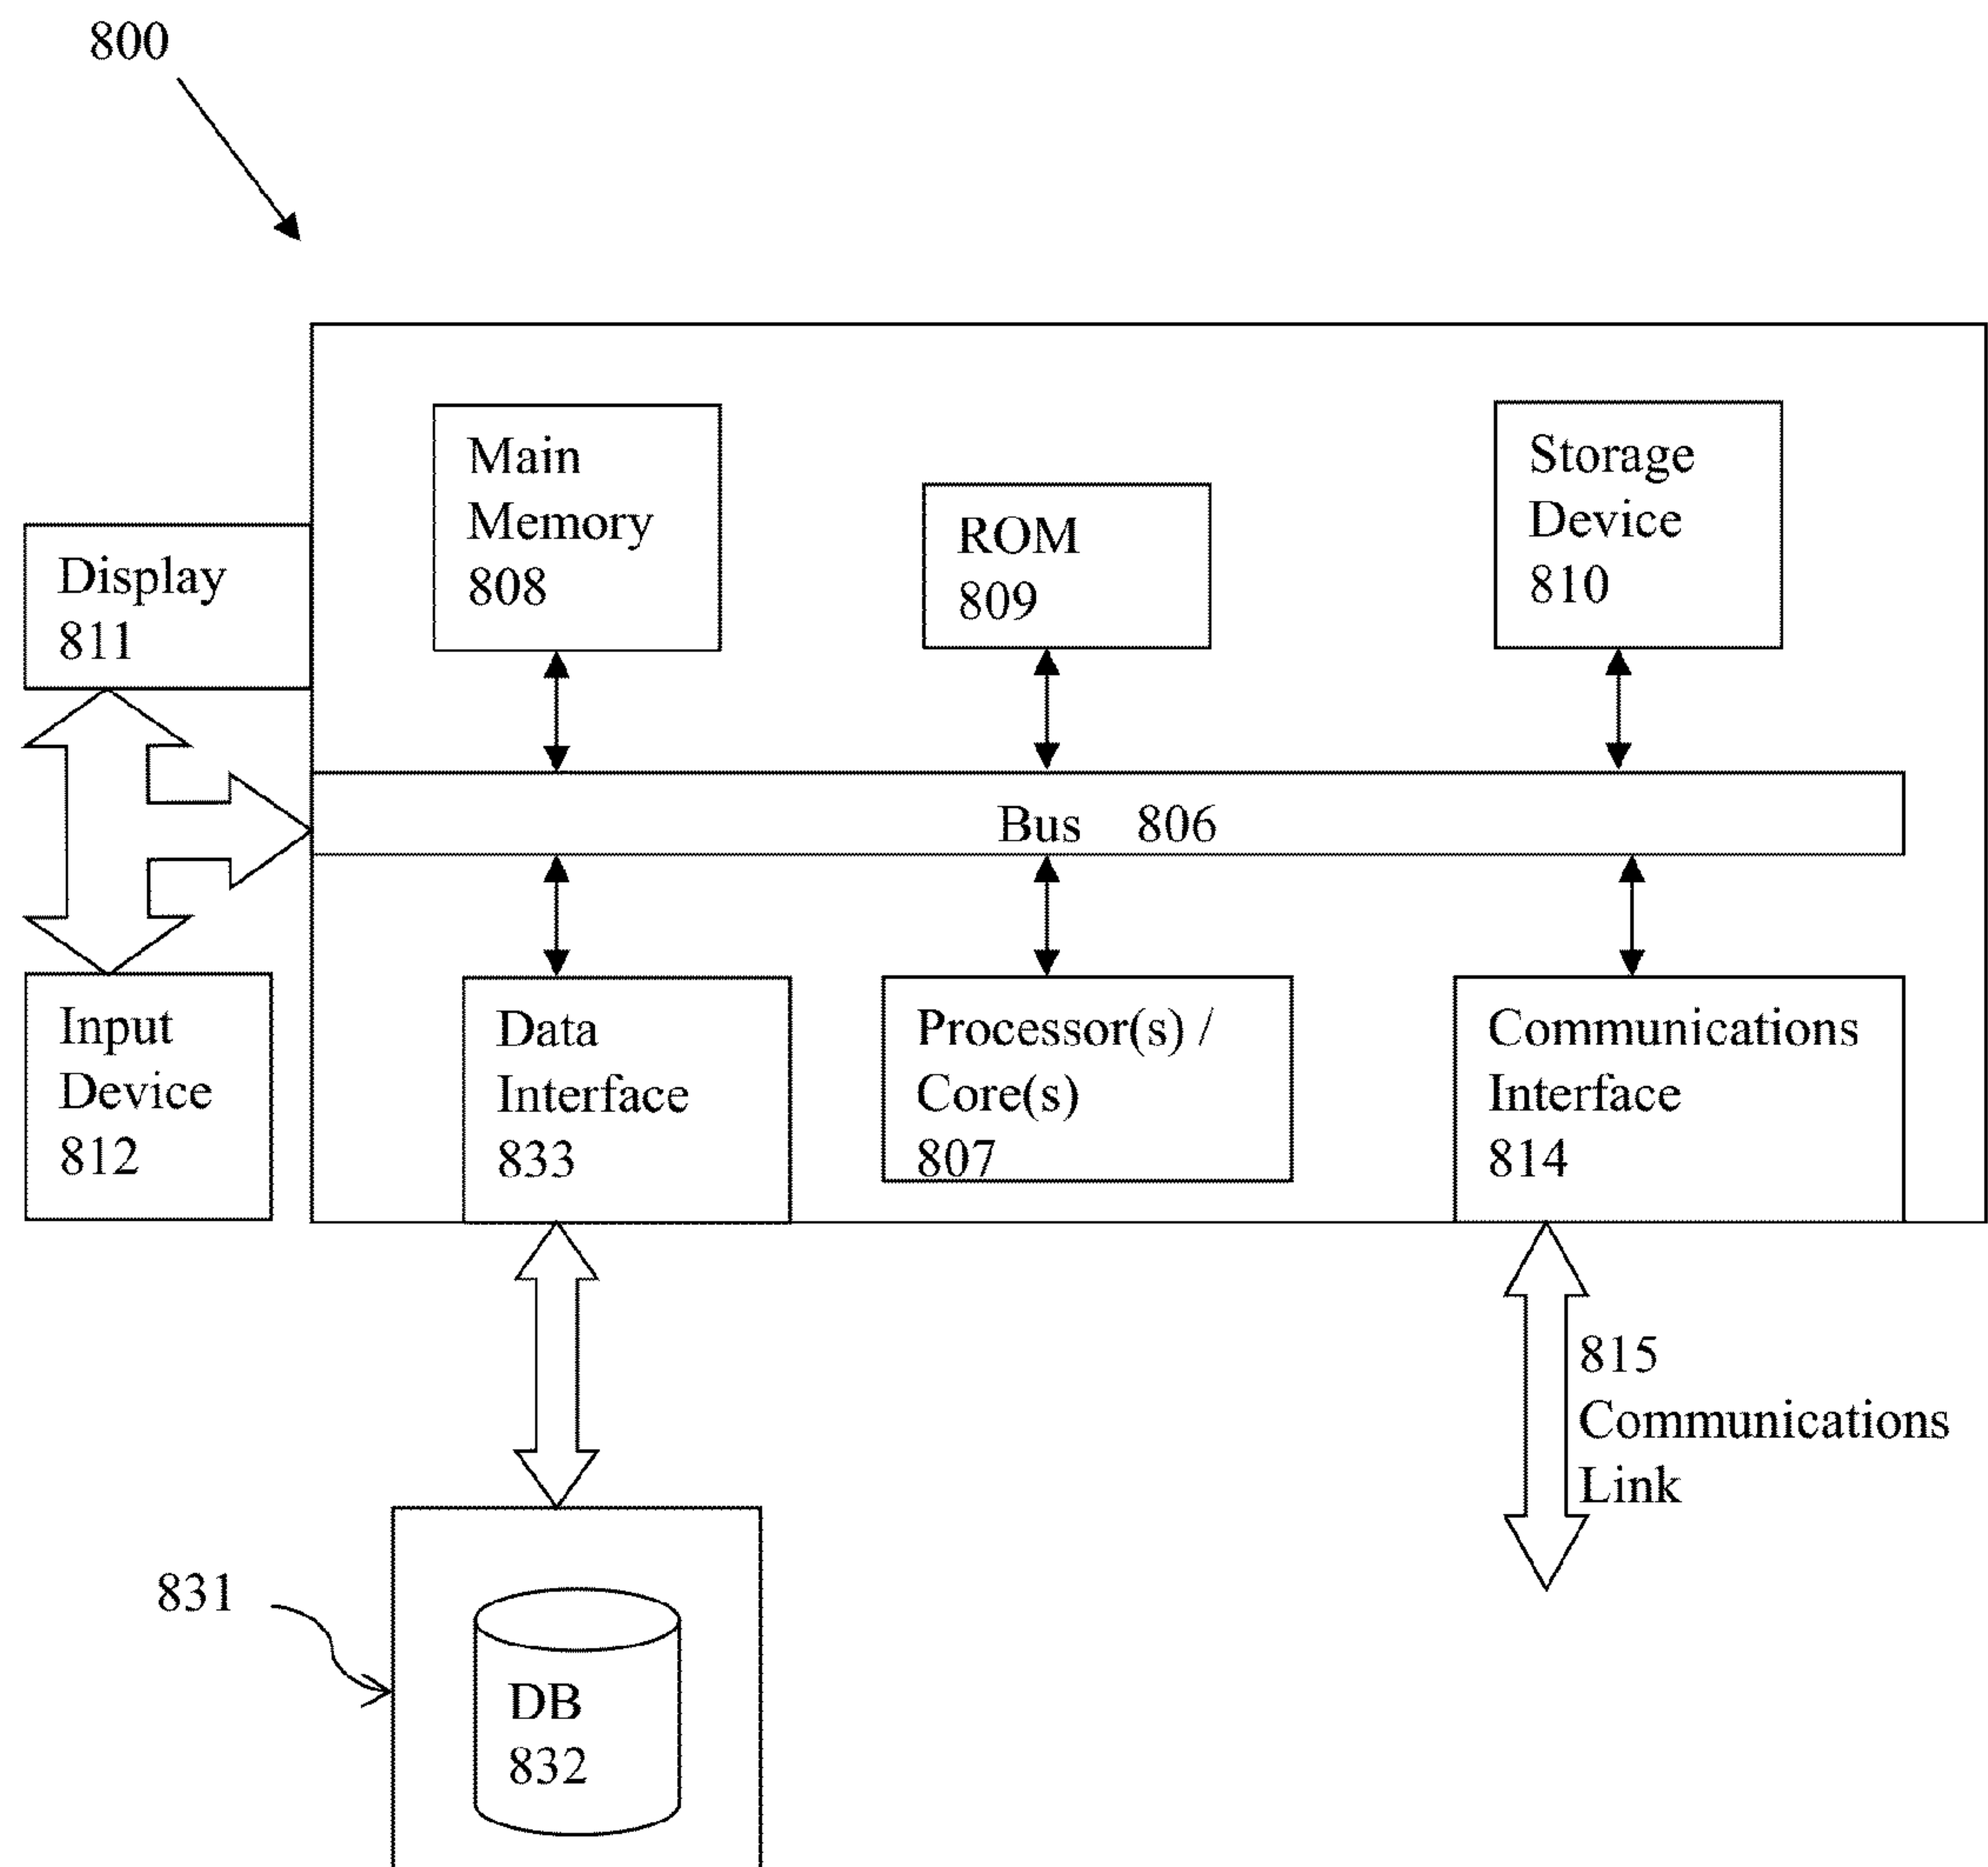 800
Main
Memory
808
ROM
809
Storage
Device
810
Display
811
Bus 806
Input
Device
812
Data
Interface
833
Processor(s) /
Core(s)
807
Communications
Interface
814
815
Communications
Link
831
DB
832